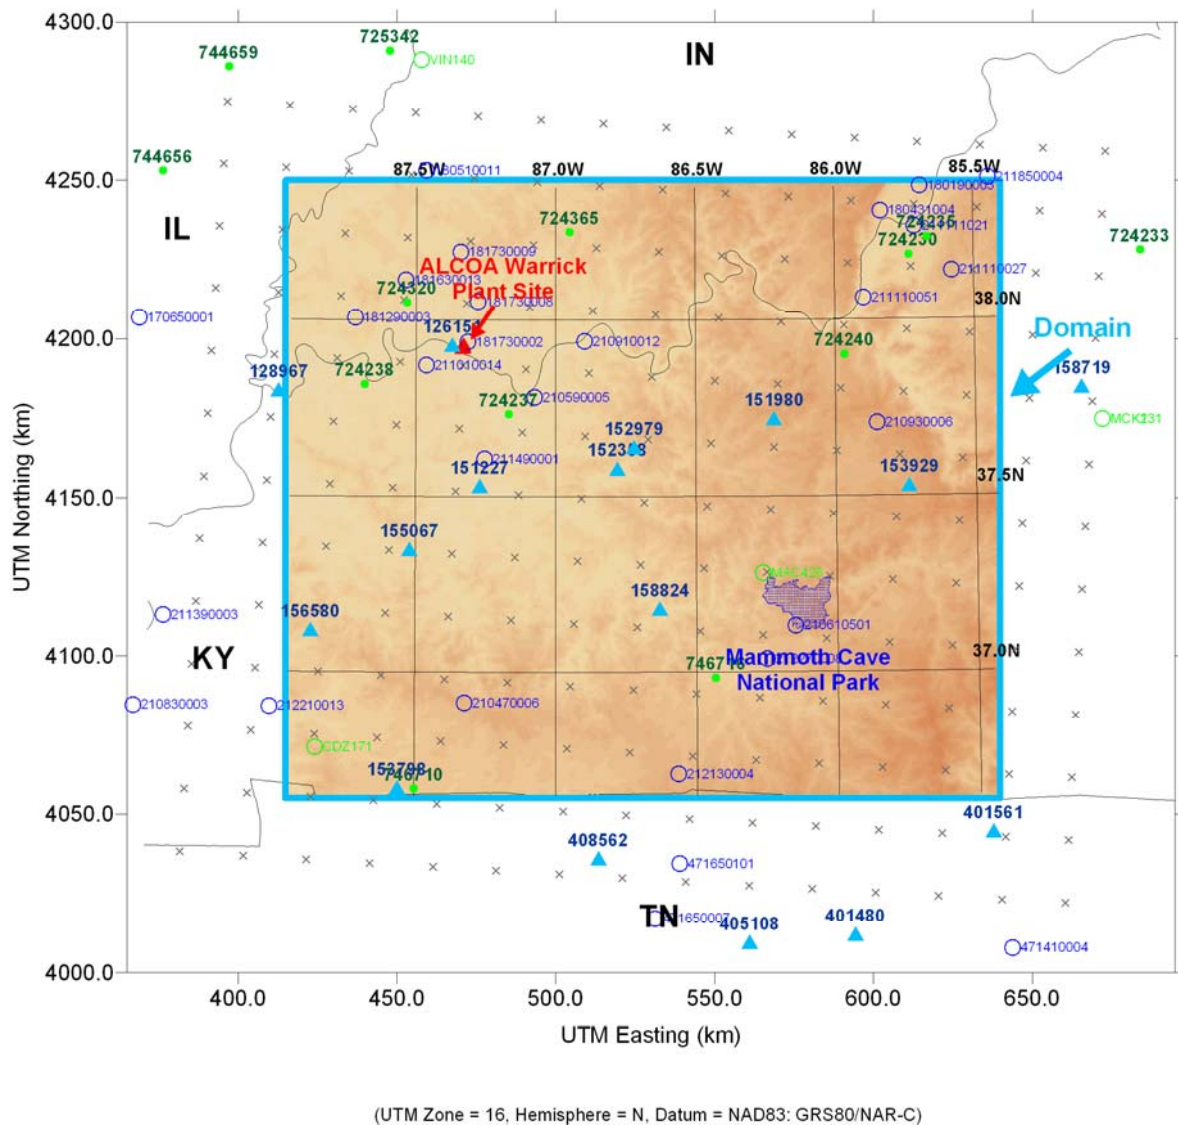 4300.0
725342
744659
VIN140
IN
744656
4250.0
180510011
87.5W
87.0W
86.5W
86.0W
85.5W
211850004
180190003
IL
724365
180431004
724233
724230
181730009
ALCOA Warrick
Plant Site
181630013
724320
181730008
211110027
211110051
38.0N
170650001
181290003
4200.0
181730002
210910012
724240
Domain
128967
724238
211010014
158719
724237
210590005
151980
MCK231
210930006
152979
211490001
151227
153929
37.5N
4150.0
155067
158824
156580
211390003
210610501
4100.0
KY
746716
Mammoth Cave
National Park
37.0N
210830003
212210013
210470006
CDZ171
212130004
746710
4050.0
408562
401561
471650101
TN
405108
401480
471410004
4000.0
400.0
450.0
500.0
550.0
600.0
650.0
UTM Northing (km)
UTM Easting (km)
(UTM Zone = 16, Hemisphere = N, Datum = NAD83: GRS80/NAR-C)